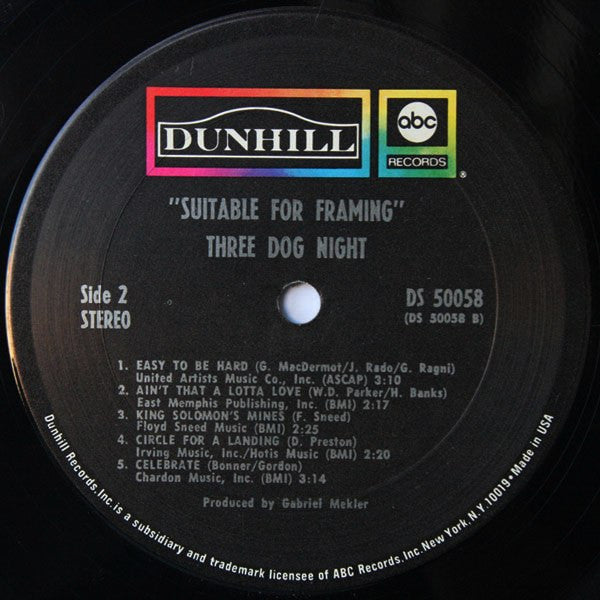 DUNHILL
abc
RECORDS
®
"SUITABLE FOR FRAMING"
THREE DOG NIGHT
Side 2
STEREO
DS 50058
(DS 50058 B)
1. EASY TO BE HARD (G. MacDermot/J. Rado/G. Ragni)
United Artists Music Co., Inc. (ASCAP) 3:10
2. AIN'T THAT A LOTTA LOVE (W.D. Parker/H. Banks)
East Memphis Publishing, Inc. (BMI) 2:17
3. KING SOLOMON'S MINES (F. Sneed)
Floyd Sneed Music (BMI) 2:25
4. CIRCLE FOR A LANDING (D. Preston)
Irving Music, Inc./Hotis Music (BMI) 2:20
5. CELEBRATE (Bonner/Gordon)
Chardon Music, Inc. (BMI) 3:14
Produced by Gabriel Mekler
Dunhill Records, Inc. is a subsidiary and trademark licensee of ABC Records, Inc. New York, N.Y. 10019 • Made in USA